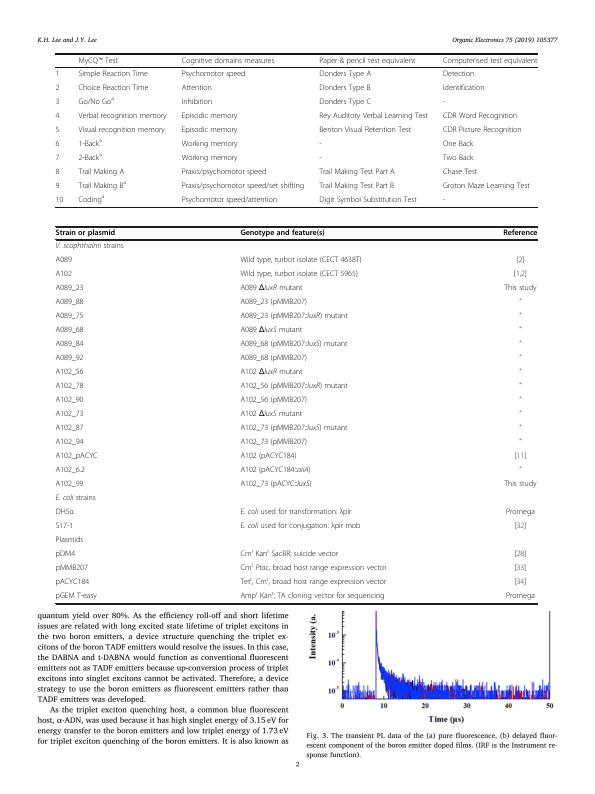 K.H. Lee and J.Y. Lee
Organic Electronics 75 (2019) 105377
MyCQ™ Test Cognitive domains measures Paper & pencil test equivalent Computerised test equivalent
1 Simple Reaction Time Psychomotor speed Donders Type A Detection
2 Choice Reaction Time Attention Donders Type B Identification
3 Go/No Go^a Inhibition Donders Type C -
4 Verbal recognition memory Episodic memory Rey Auditory Verbal Learning Test CDR Word Recognition
5 Visual recognition memory Episodic memory Benton Visual Retention Test CDR Picture Recognition
6 1-Back^a Working memory - One Back
7 2-Back^a Working memory - Two Back
8 Trail Making A Praxis/psychomotor speed Trail Making Test Part A Chase Test
9 Trail Making B^a Praxis/psychomotor speed/set shifting Trail Making Test Part B Groton Maze Learning Test
10 Coding^a Psychomotor speed/attention Digit Symbol Substitution Test -
Strain or plasmid Genotype and feature(s) Reference
V. scophthalmi strains
A089 Wild type, turbot isolate (CECT 4638T) [2]
A102 Wild type, turbot isolate (CECT 5965) [1,2]
A089_23 A089 ΔluxR mutant This study
A089_88 A089_23 (pMMB207) "
A089_75 A089_23 (pMMB207::luxR) mutant "
A089_68 A089 ΔluxS mutant "
A089_84 A089_68 (pMMB207::luxS) mutant "
A089_92 A089_68 (pMMB207) "
A102_56 A102 ΔluxR mutant "
A102_78 A102_56 (pMMB207::luxR) mutant "
A102_90 A102_56 (pMMB207) "
A102_73 A102 ΔluxS mutant "
A102_87 A102_73 (pMMB207::luxS) mutant "
A102_94 A102_73 (pMMB207) "
A102_pACYC A102 (pACYC184) [11]
A102_6.2 A102 (pACYC184::aiiA) "
A102_99 A102_73 (pACYC::luxS) This study
E. coli strains
DH5α E. coli used for transformation: λpir Promega
S17-1 E. coli used for conjugation: λpir mob [32]
Plasmids
pDM4 Cm^r Kan^r SacBR; suicide vector [28]
pMMB207 Cm^r Ptac, broad host range expression vector [33]
pACYC184 Tet^r, Cm^r, broad host range expression vector [34]
pGEM T-easy Amp^r Kan^r; TA cloning vector for sequencing Promega
quantum yield over 80%. As the efficiency roll-off and short lifetime
issues are related with long excited state lifetime of triplet excitons in
the two boron emitters, a device structure quenching the triplet ex-
citons of the boron TADF emitters would resolve the issues. In this case,
the DABNA and t-DABNA would function as conventional fluorescent
emitters not as TADF emitters because up-conversion process of triplet
excitons into singlet excitons cannot be activated. Therefore, a device
strategy to use the boron emitters as fluorescent emitters rather than
TADF emitters was developed.
As the triplet exciton quenching host, a common blue fluorescent
host, α-ADN, was used because it has high singlet energy of 3.15 eV for
energy transfer to the boron emitters and low triplet energy of 1.73 eV
for triplet exciton quenching of the boron emitters. It is also known as
Intensity (a.
10^-3
10^-4
10^-5
0 10 20 30 40 50
Time (μs)
Fig. 3. The transient PL data of the (a) pure fluorescence, (b) delayed fluor-
escent component of the boron emitter doped films. (IRF is the Instrument re-
sponse function).
2